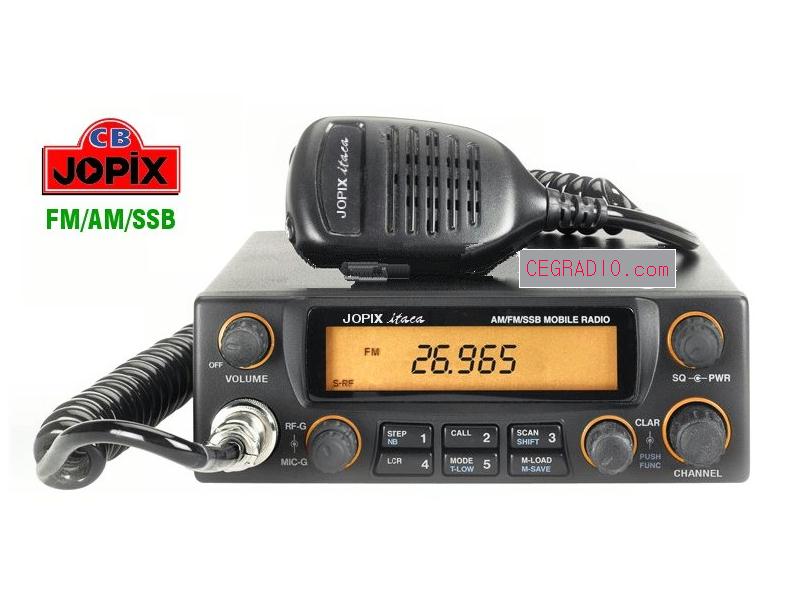 CB
JOPIX
FM/AM/SSB
JOPIX itaca
CEGRADIO.com
JOPIX itaca
AM/FM/SSB MOBILE RADIO
FM
26.965
S-RF
OFF
VOLUME
SQ PWR
RF-G
MIC-G
STEP NB 1
CALL 2
SCAN SHIFT 3
LCR 4
MODE T-LOW 5
M-LOAD M-SAVE
CLAR
PUSH FUNC
CHANNEL